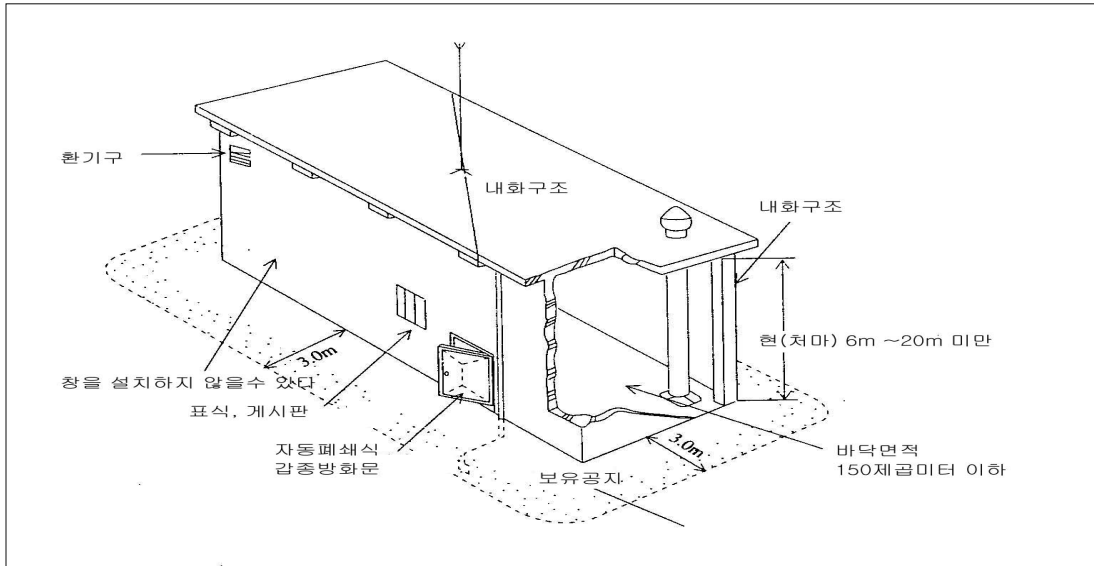 환기구
내화구조
내화구조
현(처마) 6m ~20m 미만
3.0m
창을 설치하지 않을수 있다
표식, 게시판
자동폐쇄식
갑종방화문
3.0m
보유공지
바닥면적
150제곱미터 이하